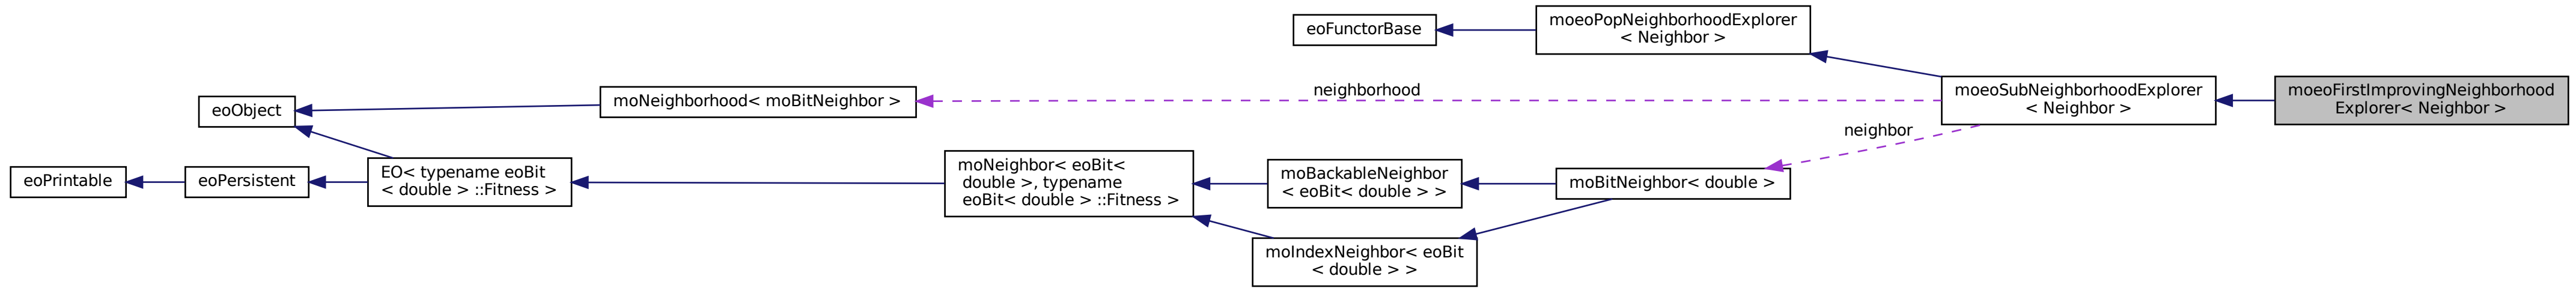 eoFunctorBase
moeoPopNeighborhoodExplorer
< Neighbor >
neighborhood
moeoSubNeighborhoodExplorer
< Neighbor >
moeoFirstImprovingNeighborhood
Explorer< Neighbor >
eoObject
moNeighborhood< moBitNeighbor >
neighbor
eoPrintable
eoPersistent
EO< typename eoBit
< double > ::Fitness >
moNeighbor< eoBit<
double >, typename
eoBit< double > ::Fitness >
moBackableNeighbor
< eoBit< double > >
moBitNeighbor< double >
moIndexNeighbor< eoBit
< double > >